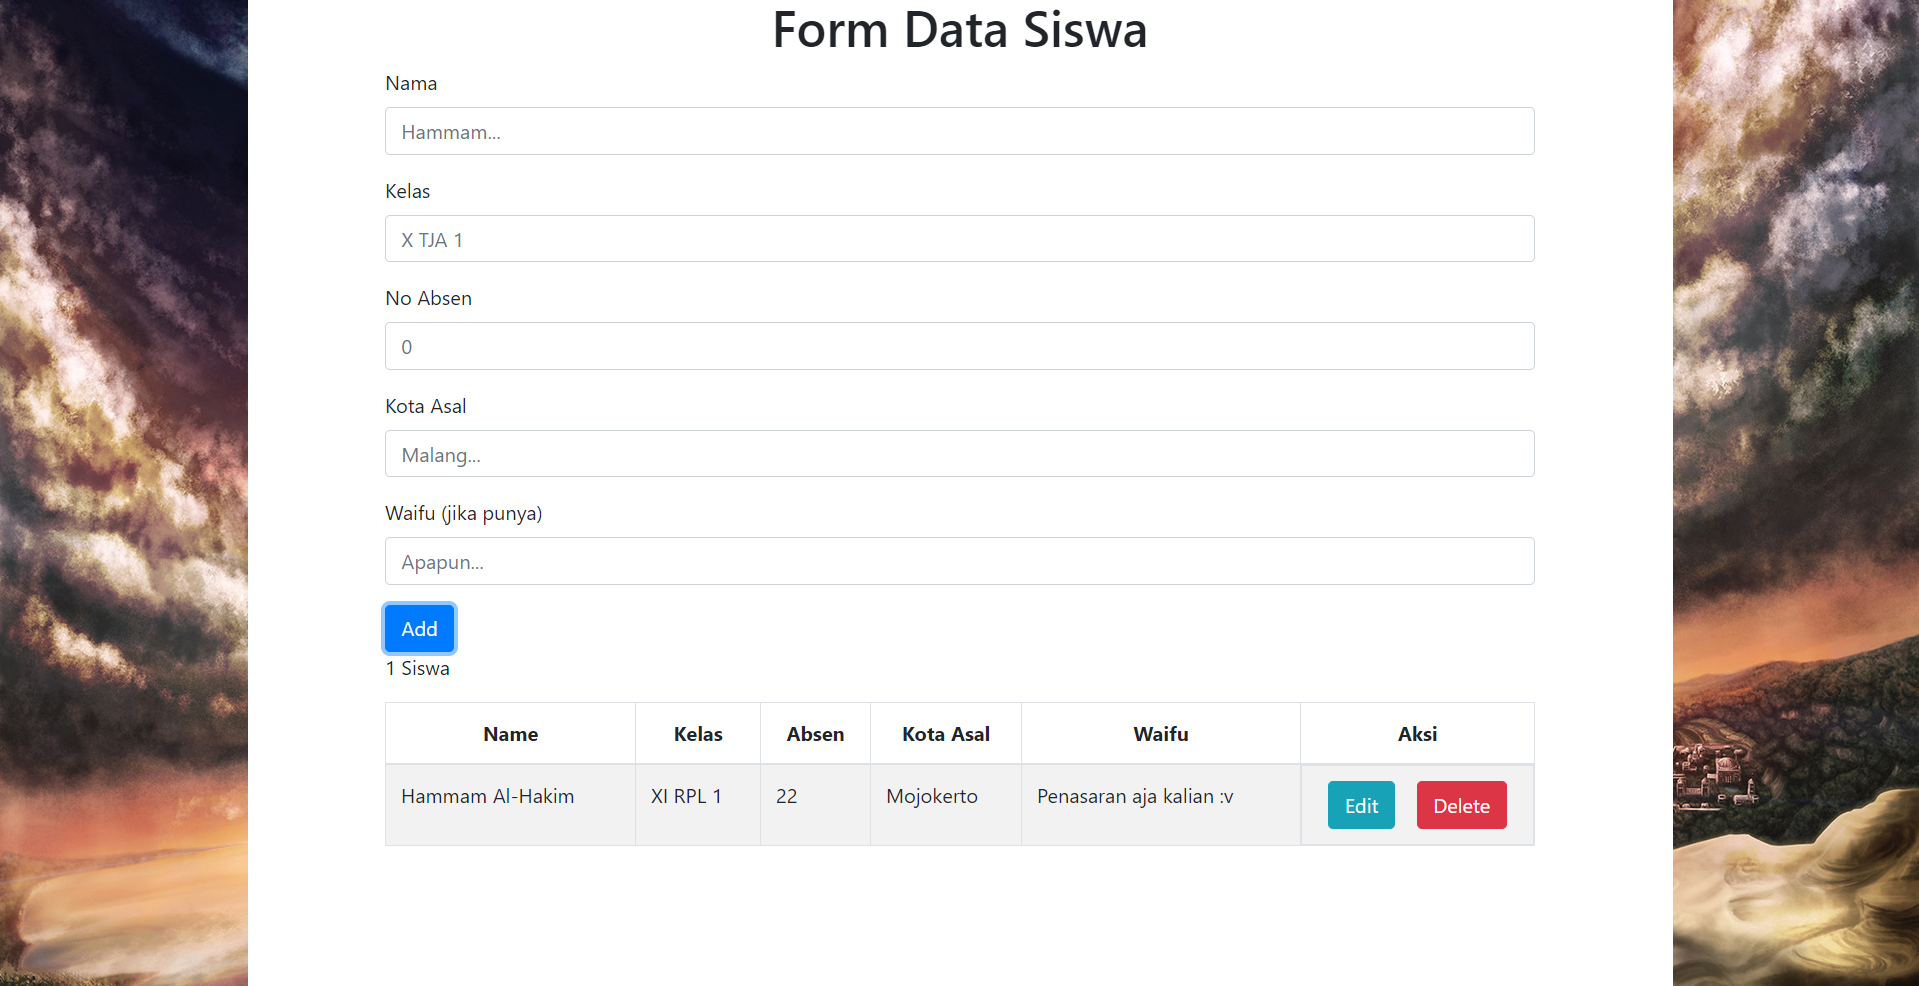 Form Data Siswa
Nama
Hammam...
Kelas
X TJA 1
No Absen
0
Kota Asal
Malang...
Waifu (jika punya)
Apapun...
Add
1 Siswa
Name Kelas Absen Kota Asal Waifu Aksi
Hammam Al-Hakim XI RPL 1 22 Mojokerto Penasaran aja kalian :v Edit Delete